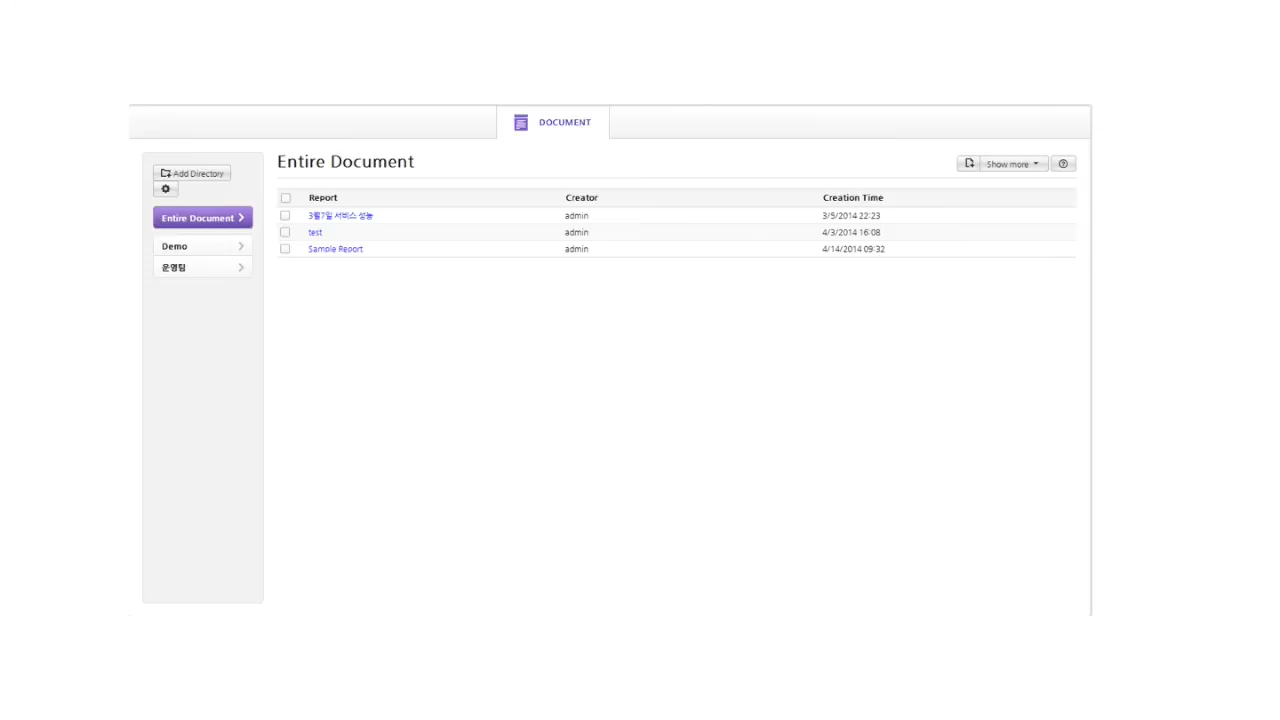 DOCUMENT
Add Directory
Entire Document
Demo
운영팀
Entire Document
Show more
Report Creator Creation Time
3월7일 서비스 성능 admin 3/5/2014 22:23
test admin 4/3/2014 16:08
Sample Report admin 4/14/2014 09:32